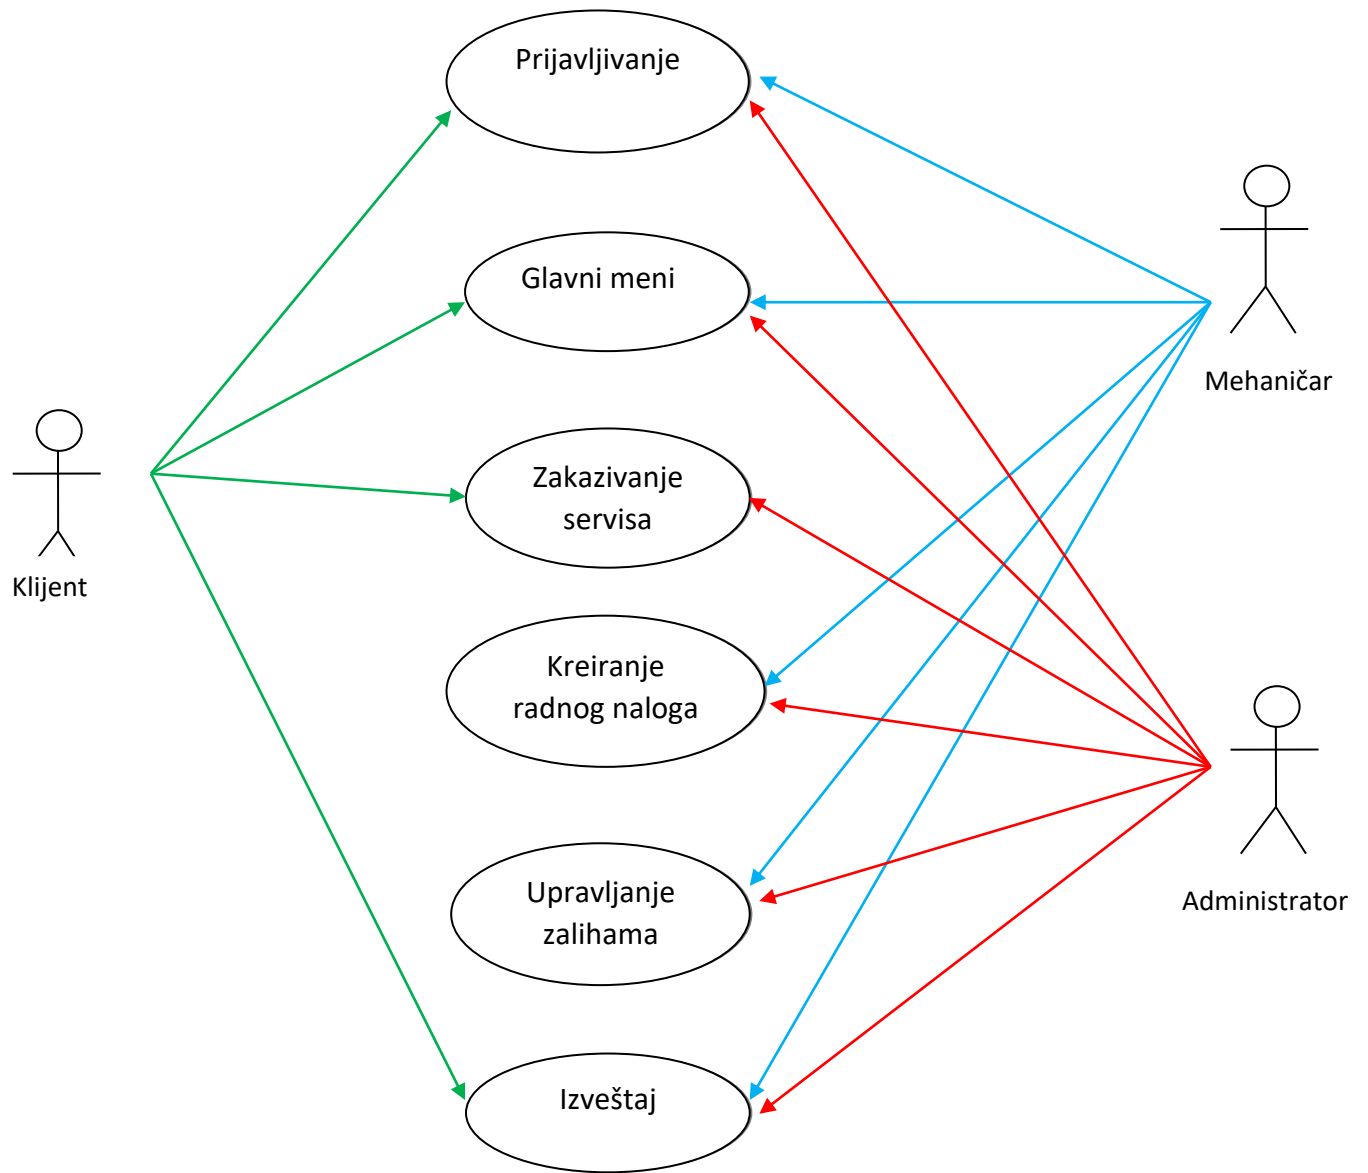 Prijavljivanje
Glavni meni
Mehaničar
Zakazivanje
servisa
Klijent
Kreiranje
radnog naloga
Upravljanje
zalihama
Administrator
Izveštaj